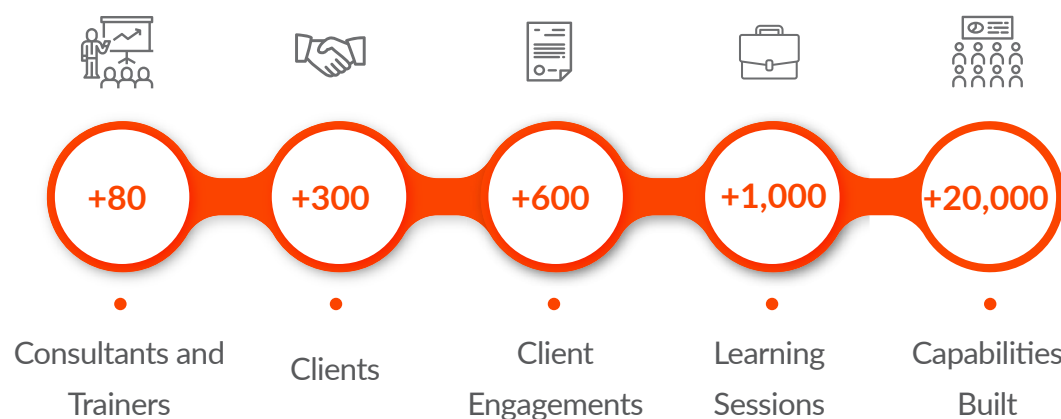 +80
+300
+600
+1,000
+20,000
Consultants and
Trainers
Clients
Client
Engagements
Learning
Sessions
Capabilities
Built